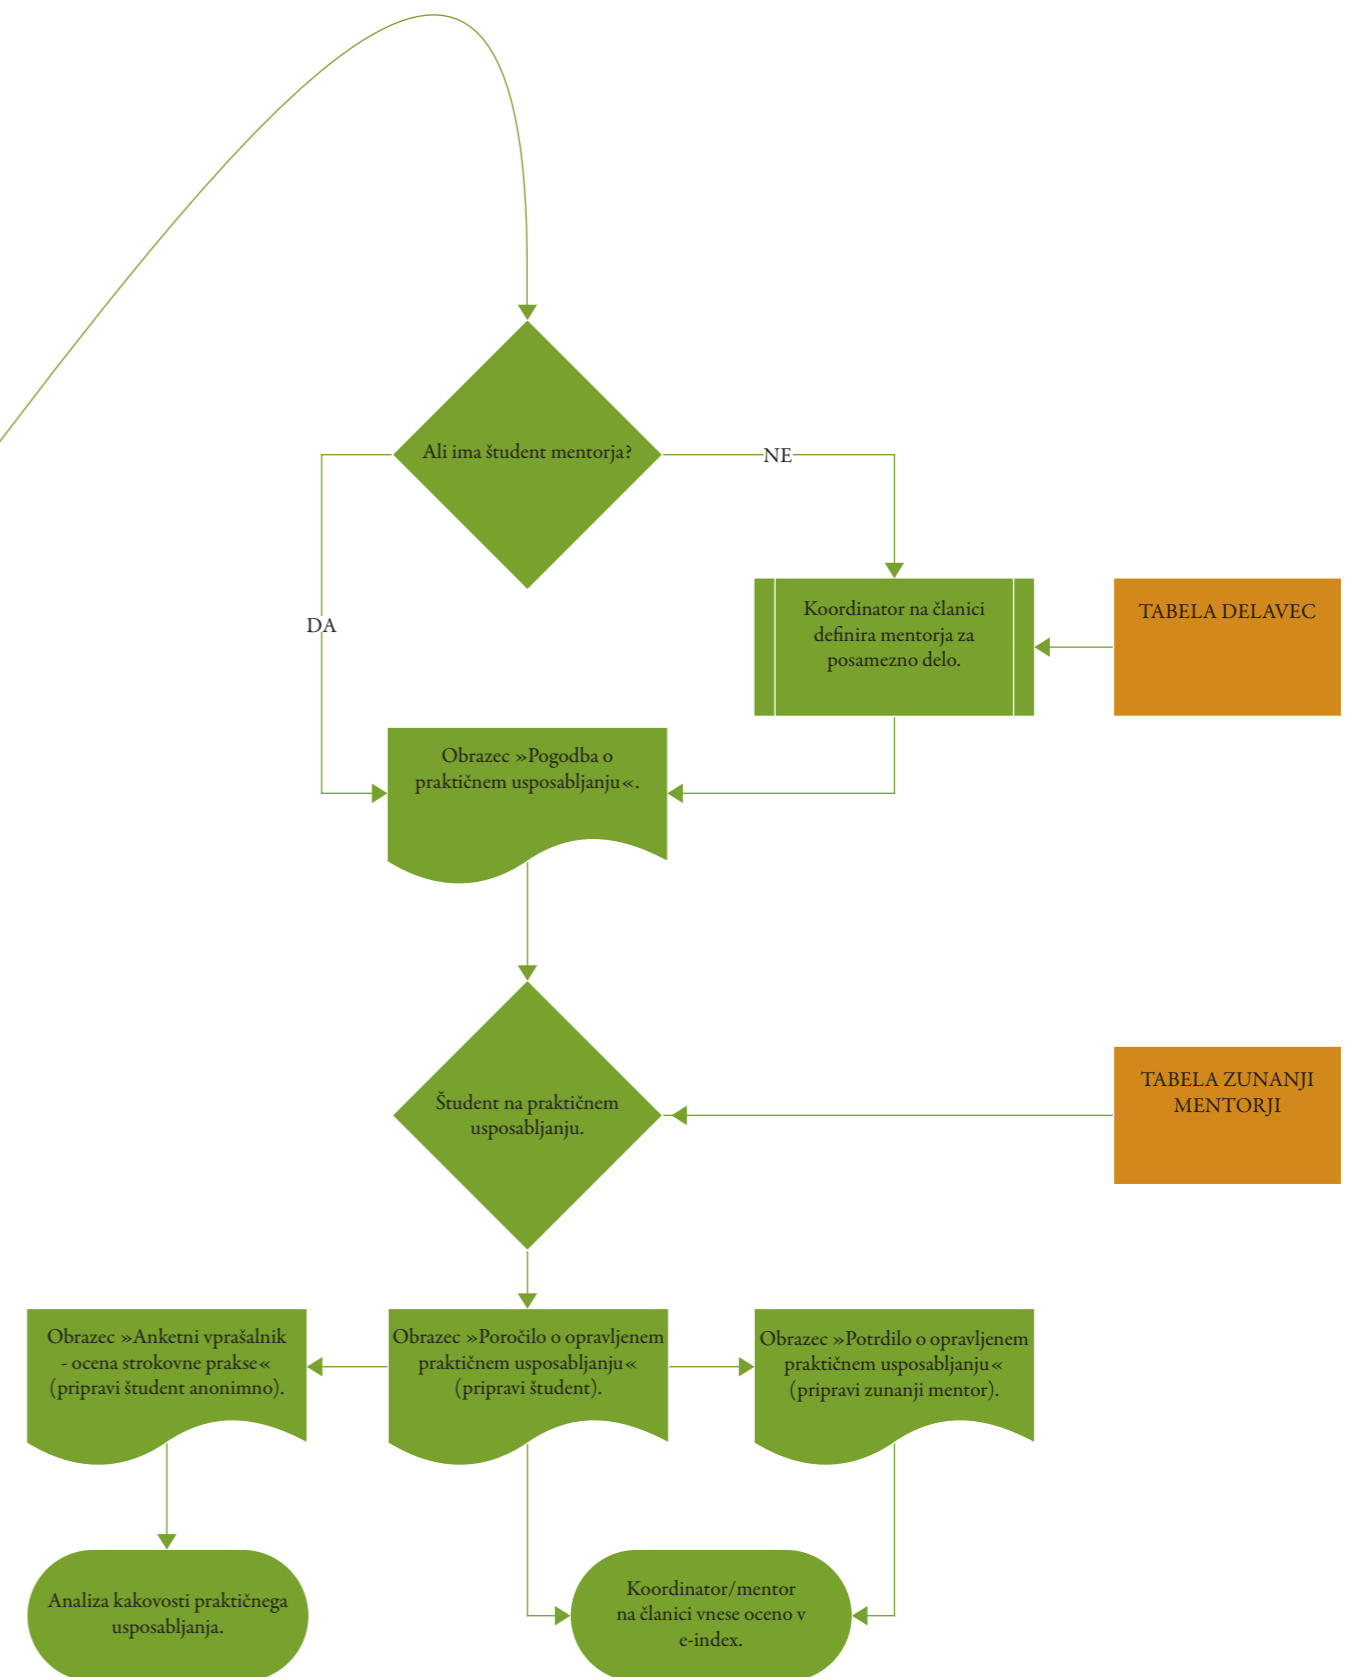 Ali ima študent mentorja?
NE
DA
Koordinator na članici
definira mentorja za
posamezno delo.
TABELA DELAVEC
Obrazec »Pogodba o
praktičnem usposabljanju«.
Študent na praktičnem
usposabljanju.
TABELA ZUNANJI
MENTORJI
Obrazec »Anketni vprašalnik
- ocena strokovne prakse«
(pripravi študent anonimno).
Obrazec »Poročilo o opravljenem
praktičnem usposabljanju«
(pripravi študent).
Obrazec »Potrdilo o opravljenem
praktičnem usposabljanju«
(pripravi zunanji mentor).
Analiza kakovosti praktičnega
usposabljanja.
Koordinator/mentor
na članici vnese oceno v
e-index.